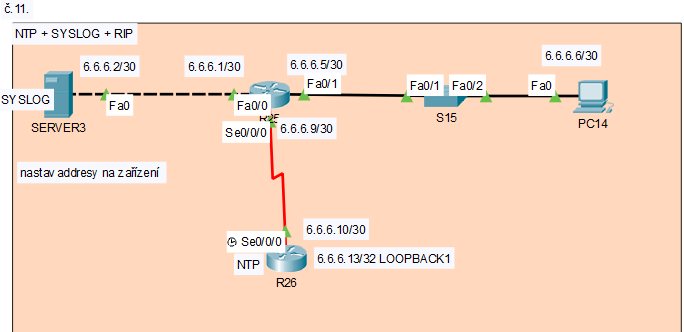 č.11.
NTP + SYSLOG + RIP
6.6.6.2/30
6.6.6.1/30
6.6.6.5/30
6.6.6.6/30
Fa0/1
Fa0/1
Fa0/2
SYSLOG
Fa0
Fa0/0
Fa0
SERVER3
R25
S15
PC14
Se0/0/0
6.6.6.9/30
nastav addresy na zařízení
6.6.6.10/30
Se0/0/0
NTP
6.6.6.13/32 LOOPBACK1
R26